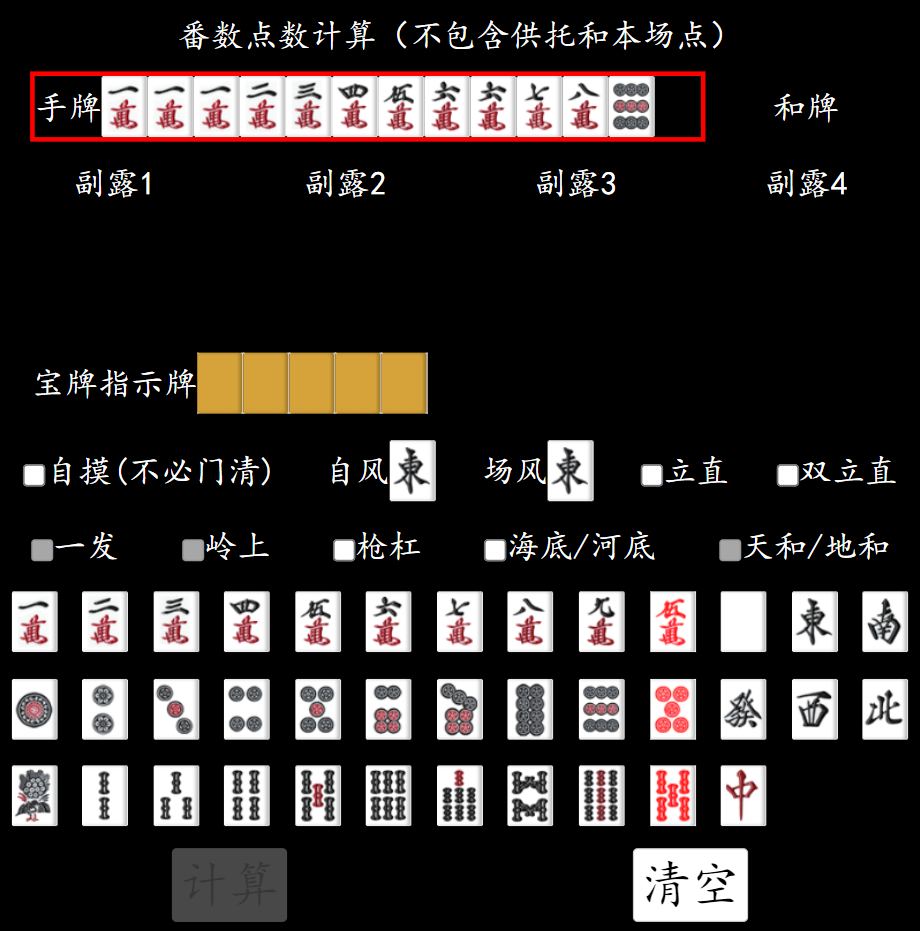 番数点数计算（不包含供托和本场点）
手牌 一萬 一萬 一萬 二萬 三萬 四萬 伍萬 六萬 六萬 七萬 八萬 和牌
副露1 副露2 副露3 副露4
宝牌指示牌
自摸(不必门清) 自风 東 场风 東 立直 双立直
一发 岭上 枪杠 海底/河底 天和/地和
一萬 二萬 三萬 四萬 伍萬 六萬 七萬 八萬 九萬 伍萬 東 南
發 西 北
中
计算 清空